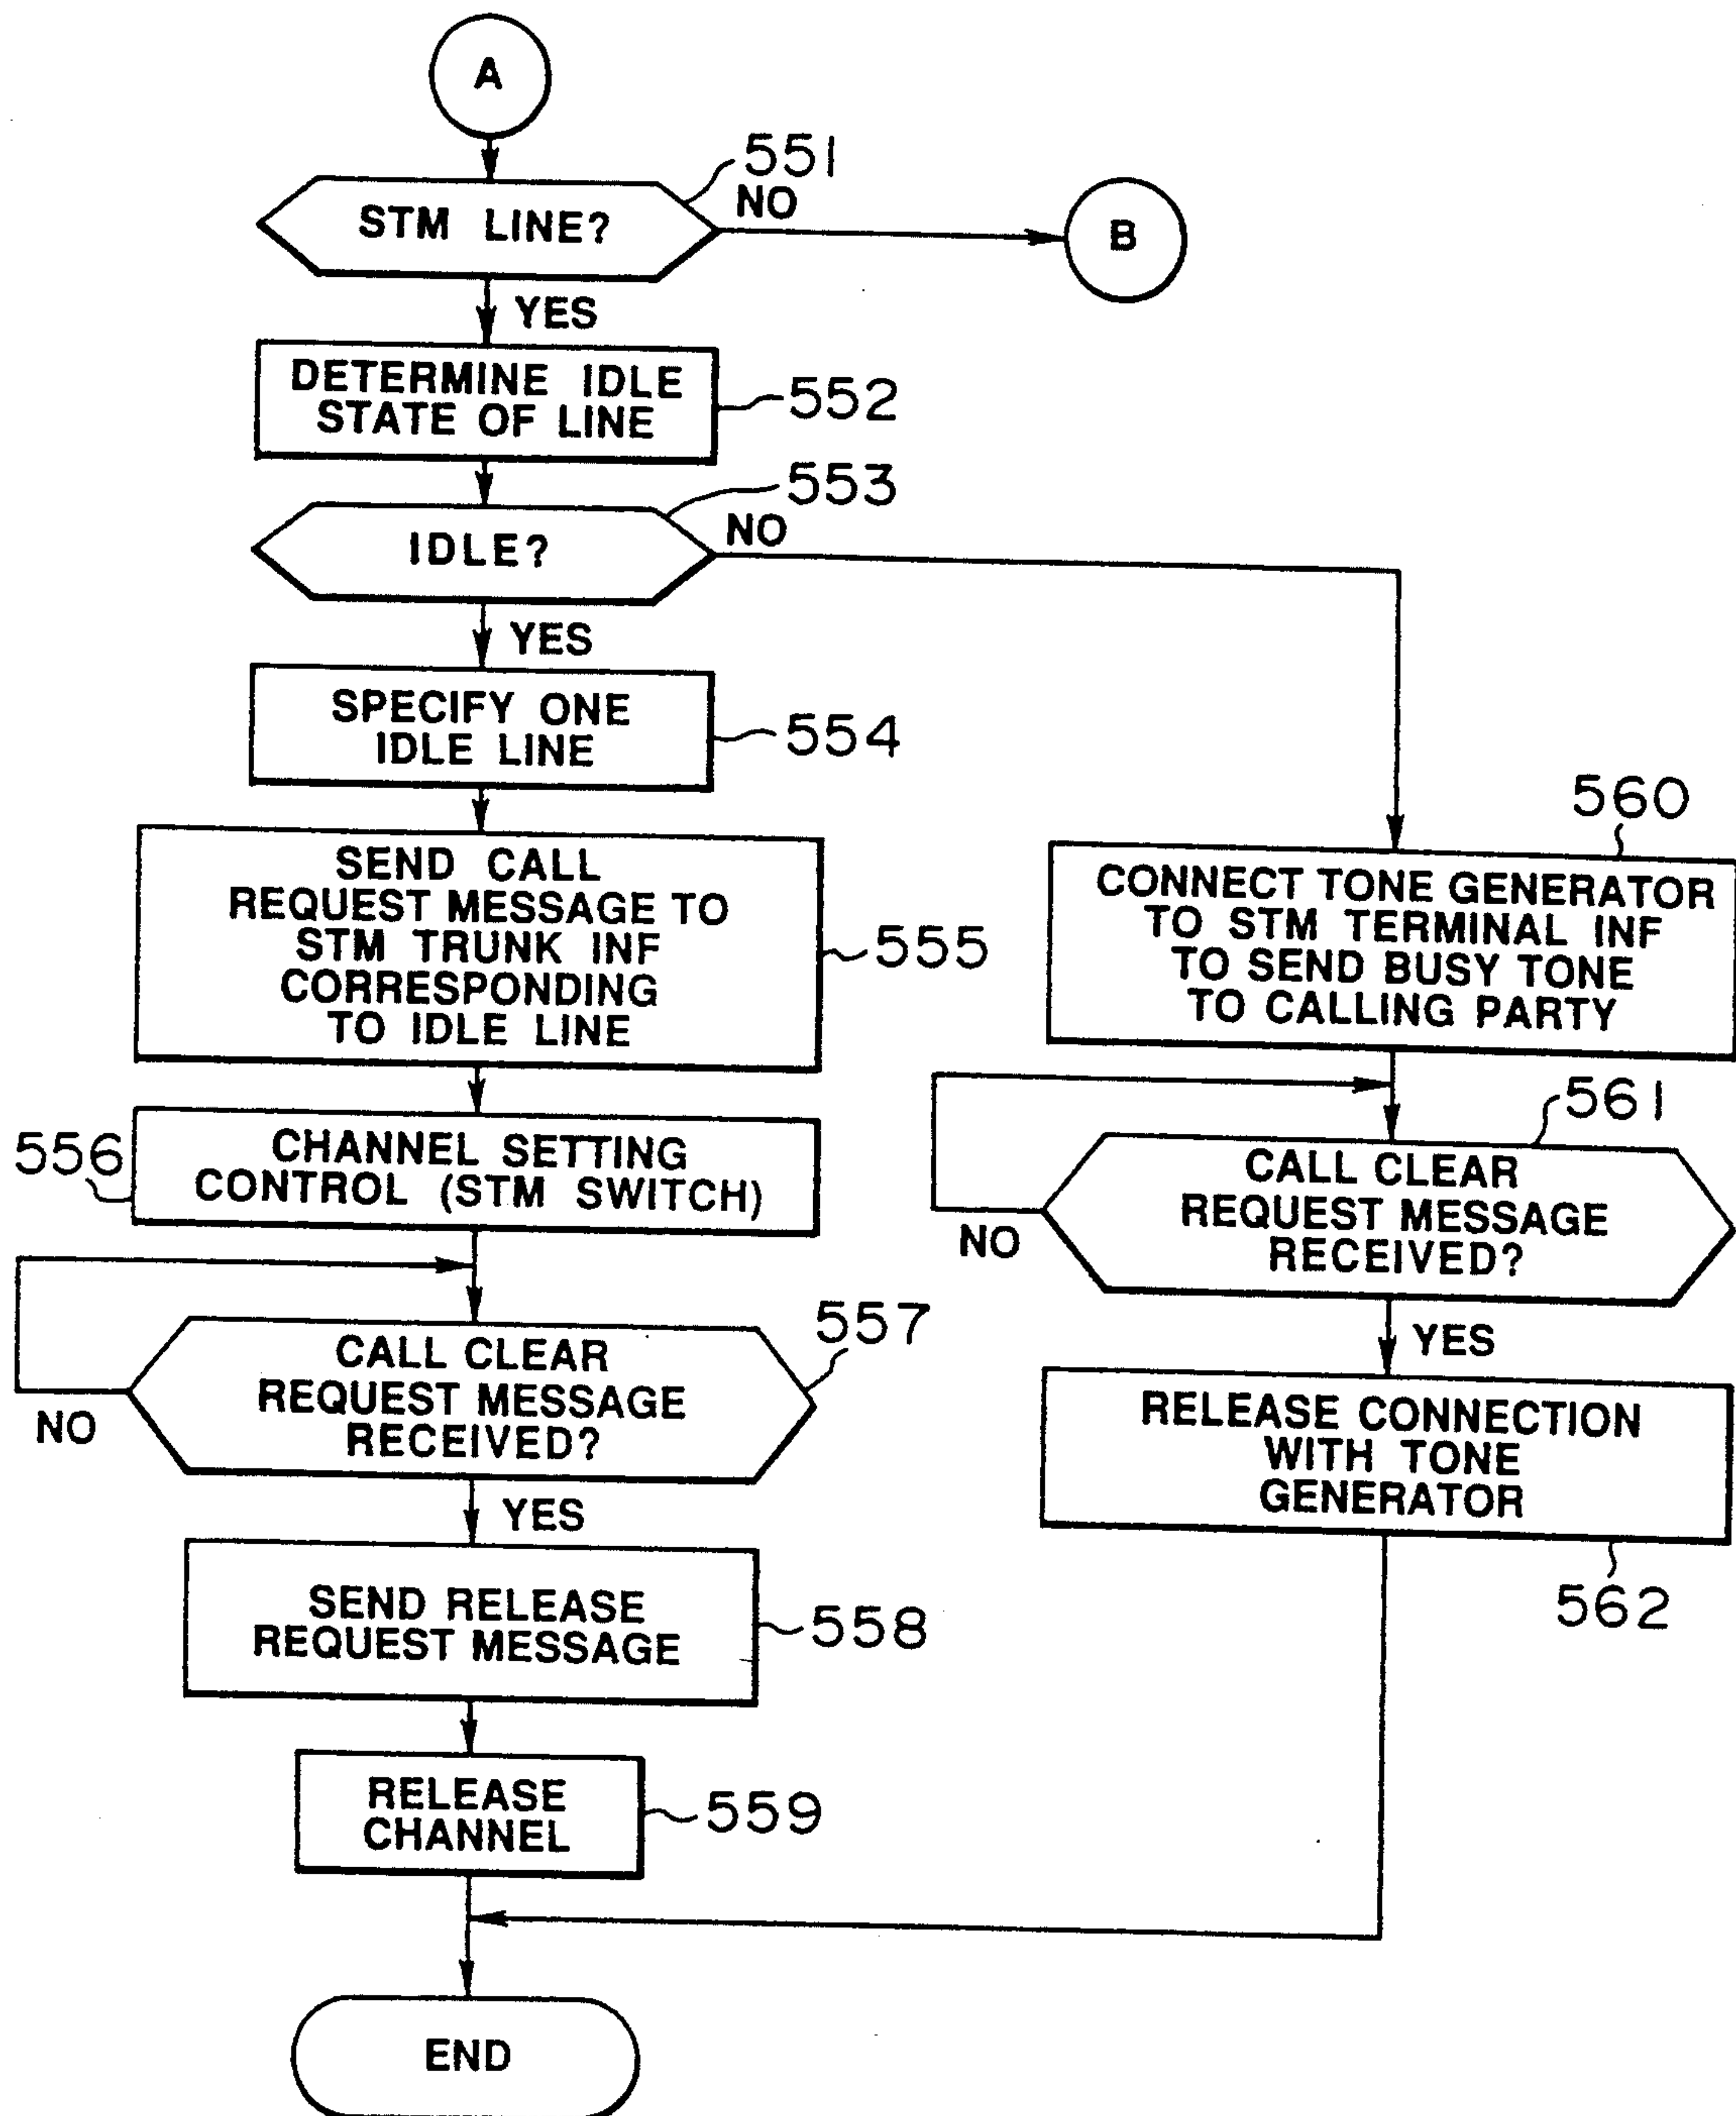 A
551
STM LINE?
NO
B
YES
DETERMINE IDLE
STATE OF LINE
552
553
IDLE?
NO
YES
SPECIFY ONE
IDLE LINE
554
SEND CALL
REQUEST MESSAGE TO
STM TRUNK INF
CORRESPONDING
TO IDLE LINE
555
556
CHANNEL SETTING
CONTROL (STM SWITCH)
557
CALL CLEAR
REQUEST MESSAGE
RECEIVED?
NO
YES
SEND RELEASE
REQUEST MESSAGE
558
RELEASE
CHANNEL
559
560
CONNECT TONE GENERATOR
TO STM TERMINAL INF
TO SEND BUSY TONE
TO CALLING PARTY
561
CALL CLEAR
REQUEST MESSAGE
RECEIVED?
NO
YES
RELEASE CONNECTION
WITH TONE
GENERATOR
562
END